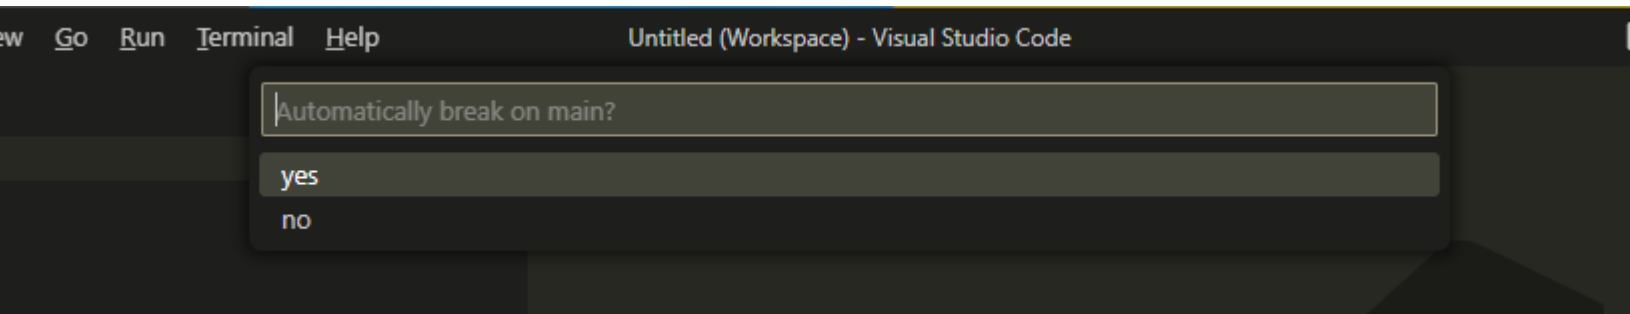 ew Go Run Terminal Help Untitled (Workspace) - Visual Studio Code
Automatically break on main?
yes
no